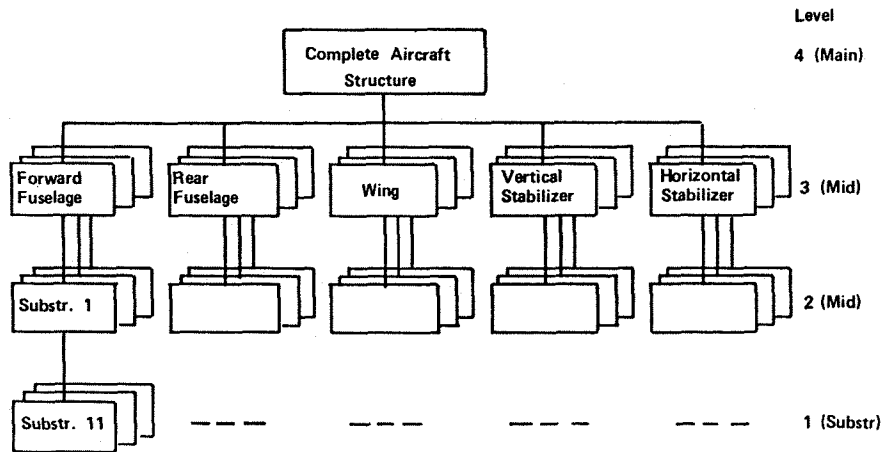 Level
Complete Aircraft
Structure
4 (Main)
Forward
Fuselage
Rear
Fuselage
Wing
Vertical
Stabilizer
Horizontal
Stabilizer
3 (Mid)
Substr. 1
2 (Mid)
Substr. 11
1 (Substr)